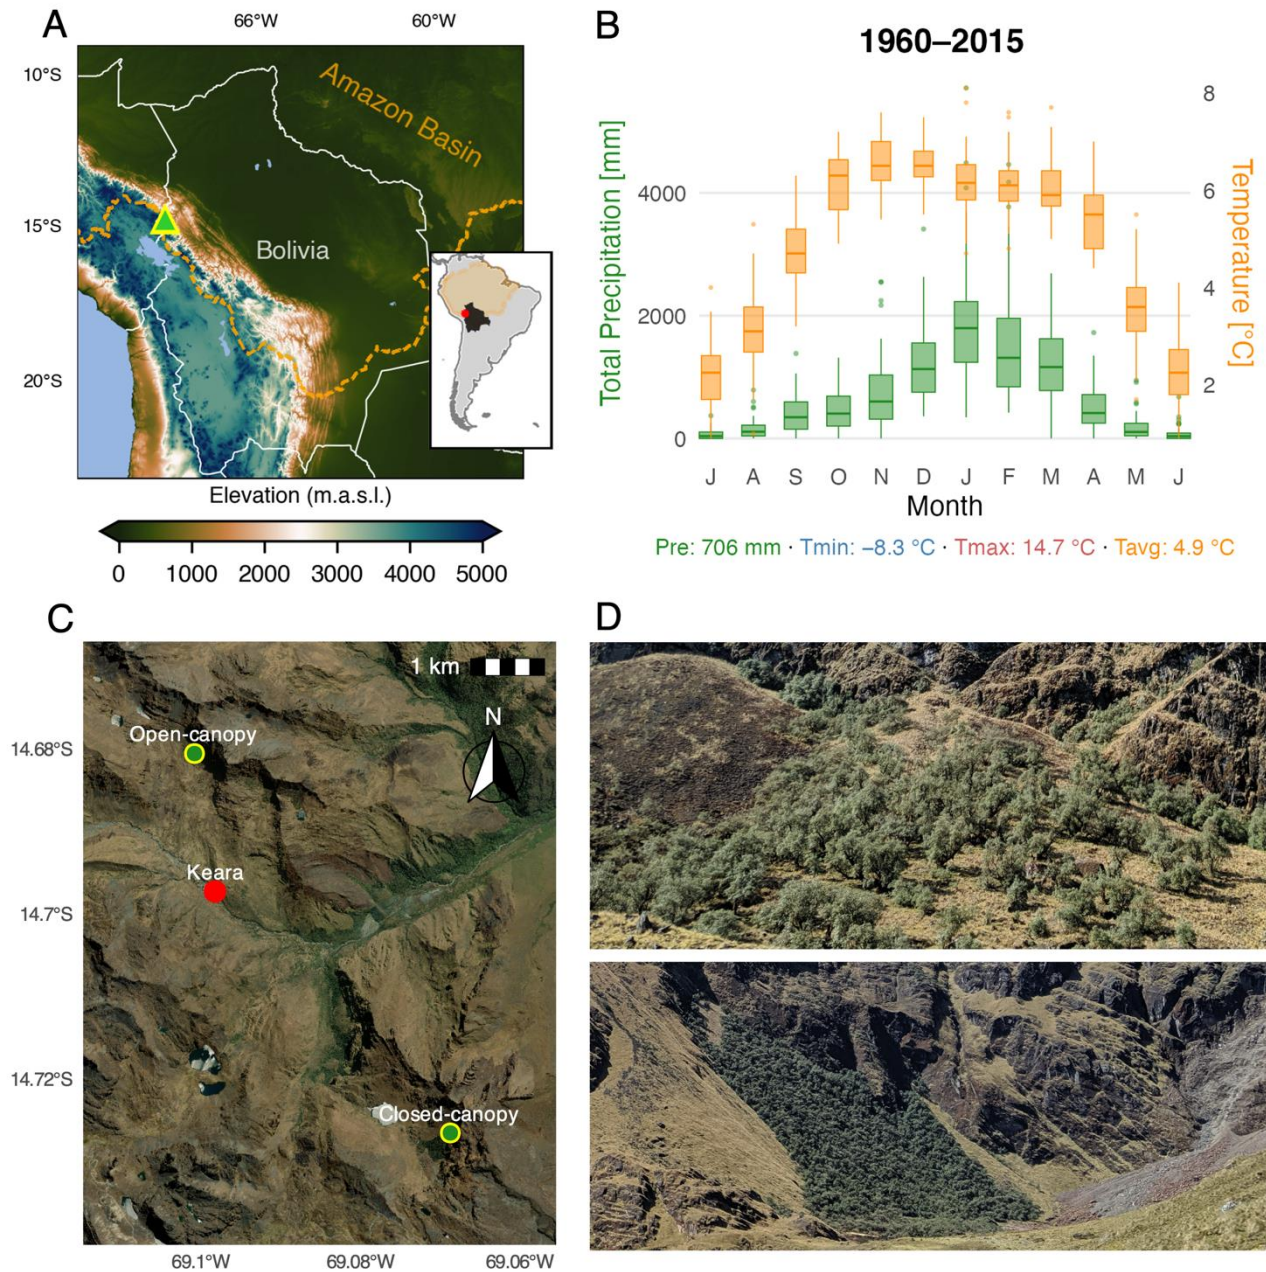 A
66°W 60°W
10°S
15°S
20°S
Amazon Basin
Bolivia
Elevation (m.a.s.l.)
0 1000 2000 3000 4000 5000
B
1960–2015
Total Precipitation [mm]
4000
2000
0
8
6
4
2
Temperature [°C]
J A S O N D J F M A M J
Month
Pre: 706 mm · Tmin: −8.3 °C · Tmax: 14.7 °C · Tavg: 4.9 °C
C
1 km
N
Open-canopy
Keara
Closed-canopy
14.68°S
14.7°S
14.72°S
69.1°W 69.08°W 69.06°W
D